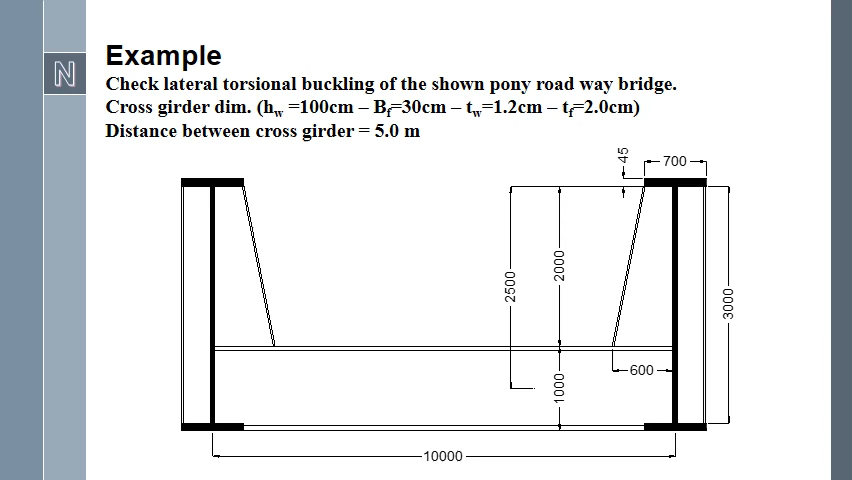 N
Example
Check lateral torsional buckling of the shown pony road way bridge.
Cross girder dim. (hw =100cm – Bf=30cm – tw=1.2cm – tf=2.0cm)
Distance between cross girder = 5.0 m
45
700
2500
2000
3000
600
1000
10000